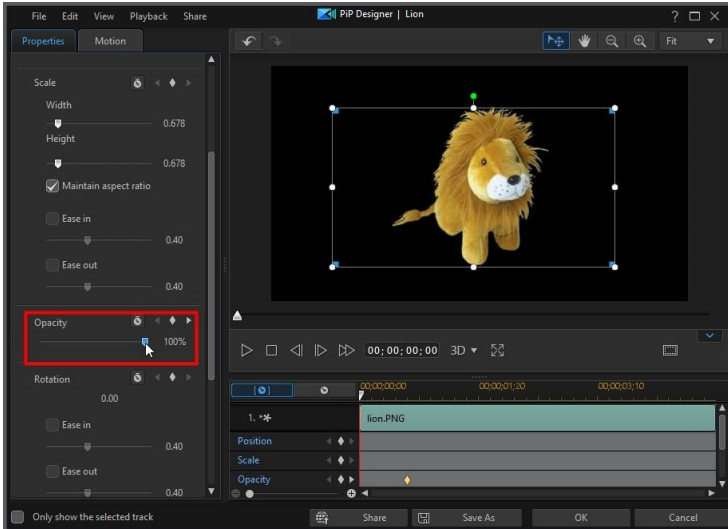 File Edit View Playback Share
PiP Designer | Lion
?
Properties Motion
Fit
Scale
Width
0.678
Height
0.678
Maintain aspect ratio
Ease in
0.40
Ease out
0.40
Opacity
100%
Rotation
0.00
Ease in
0.40
Ease out
0.40
00; 00; 00; 00 3D
00;00;00;00 00;00;01;20 00;00;03;10
1. lion.PNG
Position
Scale
Opacity
Only show the selected track
Share Save As OK Cancel